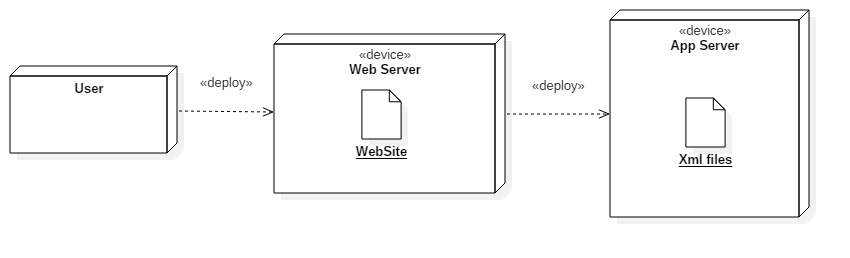 User
«deploy»
«device»
Web Server
WebSite
«deploy»
«device»
App Server
Xml files